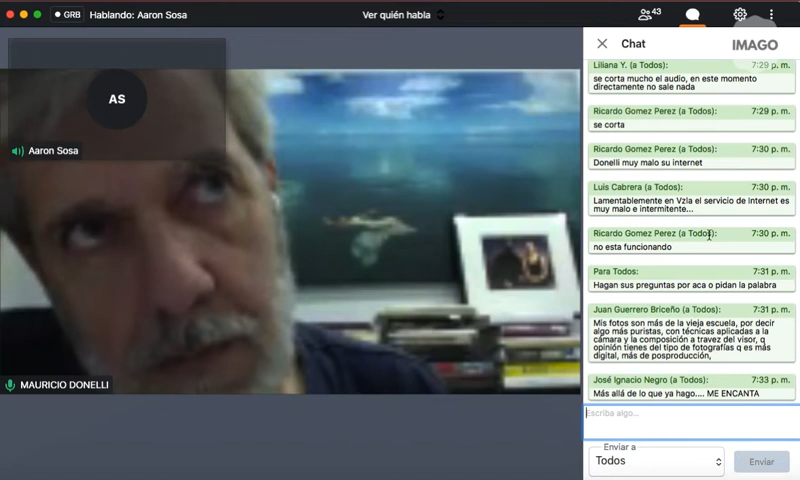 GRB
Hablando: Aaron Sosa
Ver quién habla
43
Chat
IMAGO
AS
Aaron Sosa
MAURICIO DONELLI
Liliana Y. (a Todos): 7:29 p. m.
se corta mucho el audio, en este momento
directamente no sale nada
Ricardo Gomez Perez (a Todos): 7:29 p. m.
se corta
Ricardo Gomez Perez (a Todos): 7:30 p. m.
Donelli muy malo su internet
Luis Cabrera (a Todos): 7:30 p. m.
Lamentablemente en Vzla el servicio de Internet es
muy malo e intermitente...
Ricardo Gomez Perez (a Todos): 7:30 p. m.
no esta funcionando
Para Todos: 7:31 p. m.
Hagan sus preguntas por aca o pidan la palabra
Juan Guerrero Briceño (a Todos): 7:31 p. m.
Mis fotos son más de la vieja escuela, por decir
algo más puristas, con técnicas aplicadas a la
cámara y la composición a travez del visor, q
opinión tienes del tipo de fotografías q es más
digital, más de posproducción,
José Ignacio Negro (a Todos): 7:33 p. m.
Más allá de lo que ya hago.... ME ENCANTA
Escriba algo...
Enviar a
Todos
Enviar